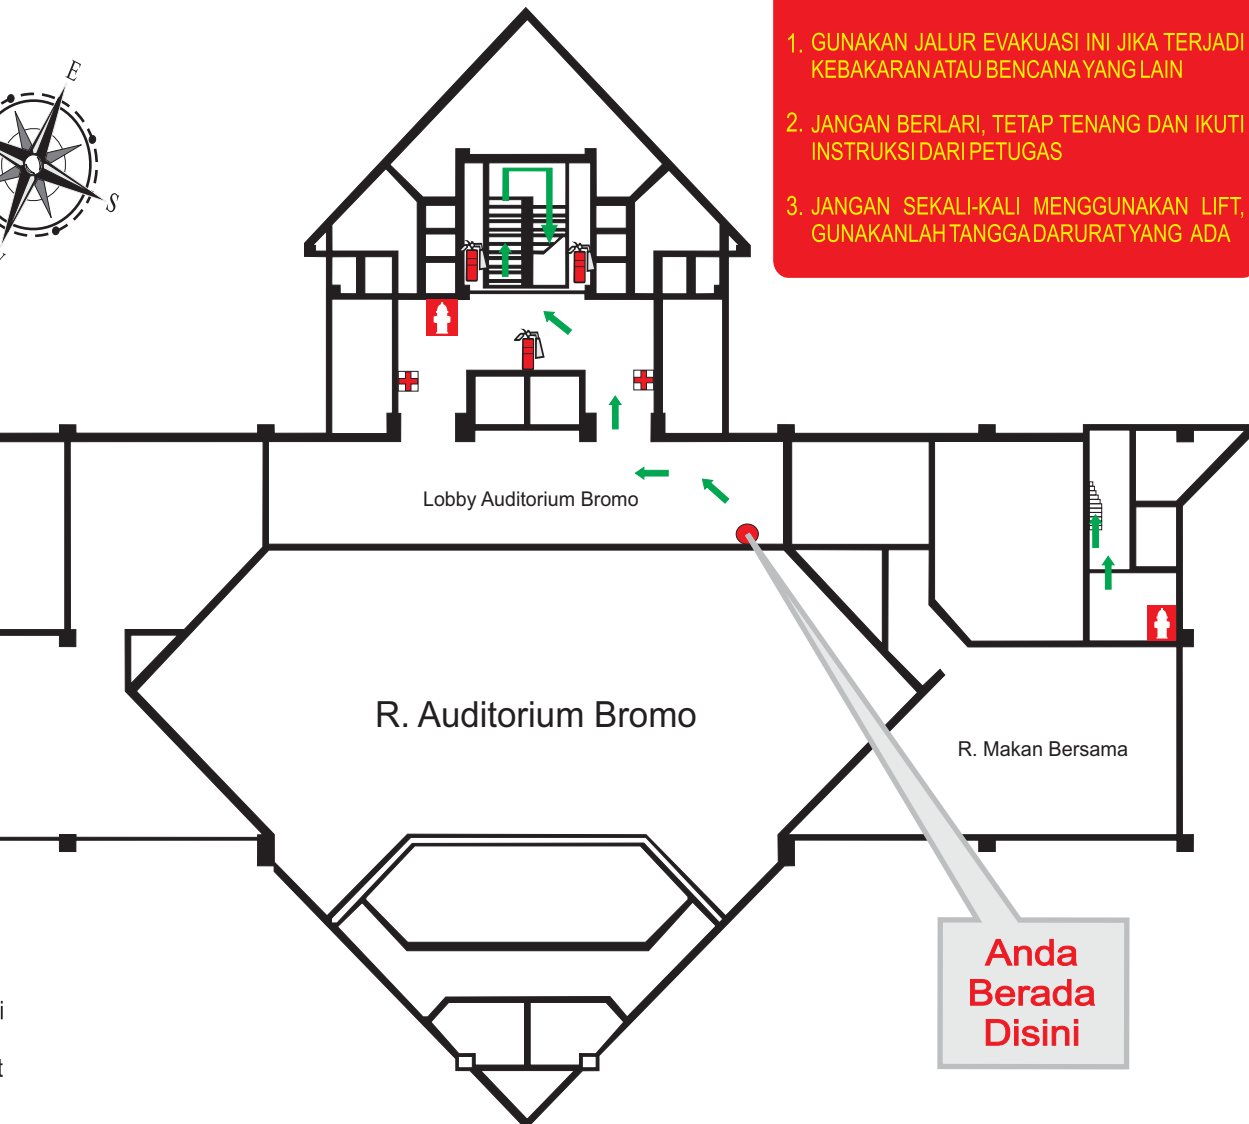 1. GUNAKAN JALUR EVAKUASI INI JIKA TERJADI
KEBAKARAN ATAU BENCANA YANG LAIN
2. JANGAN BERLARI, TETAP TENANG DAN IKUTI
INSTRUKSI DARI PETUGAS
3. JANGAN SEKALI-KALI MENGGUNAKAN LIFT,
GUNAKANLAH TANGGA DARURAT YANG ADA
E
S
Lobby Auditorium Bromo
R. Auditorium Bromo
R. Makan Bersama
Anda
Berada
Disini
i
t